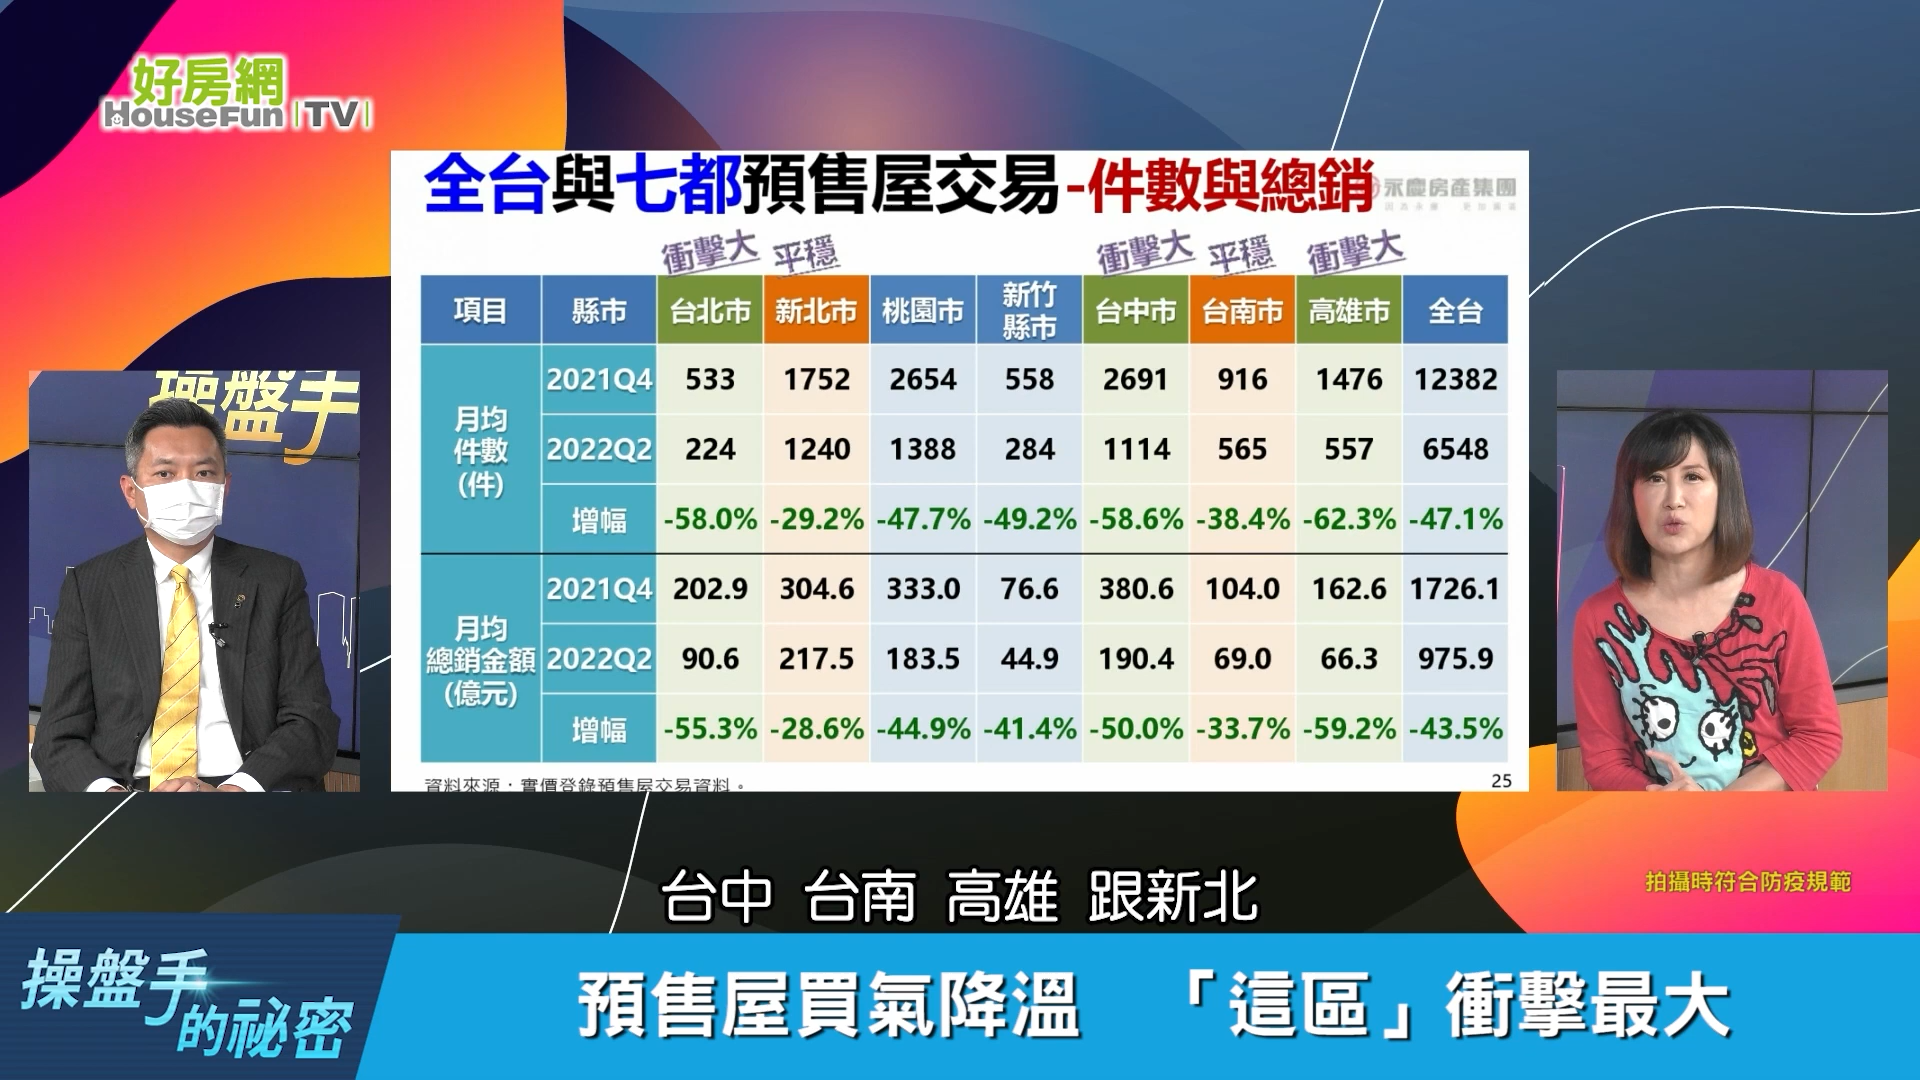 好房網
HouseFun TV
操盤手
全台與七都預售屋交易-件數與總銷
永慶房產集團
衝擊大 平穩 衝擊大 平穩 衝擊大
項目 縣市 台北市 新北市 桃園市 新竹縣市 台中市 台南市 高雄市 全台
月均件數(件)
2021Q4 533 1752 2654 558 2691 916 1476 12382
2022Q2 224 1240 1388 284 1114 565 557 6548
增幅 -58.0% -29.2% -47.7% -49.2% -58.6% -38.4% -62.3% -47.1%
月均總銷金額(億元)
2021Q4 202.9 304.6 333.0 76.6 380.6 104.0 162.6 1726.1
2022Q2 90.6 217.5 183.5 44.9 190.4 69.0 66.3 975.9
增幅 -55.3% -28.6% -44.9% -41.4% -50.0% -33.7% -59.2% -43.5%
資料來源：實價登錄預售屋交易資料。
25
台中 台南 高雄 跟新北
拍攝時符合防疫規範
操盤手的祕密
預售屋買氣降溫 「這區」衝擊最大